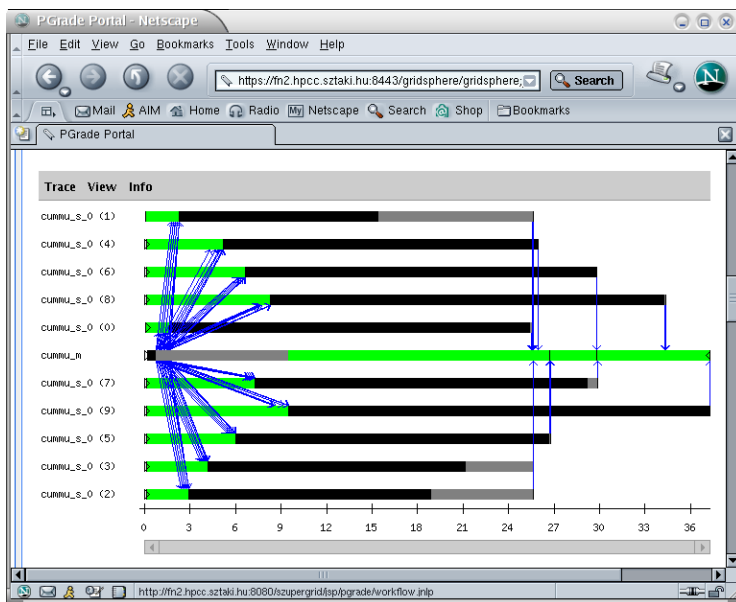 PGrade Portal - Netscape
File Edit View Go Bookmarks Tools Window Help
https://fn2.hpcc.sztaki.hu:8443/gridsphere/gridsphere; Search N
Mail AIM Home Radio My Netscape Search Shop Bookmarks
PGrade Portal
Trace View Info
cummu_s_0 (1)
cummu_s_0 (4)
cummu_s_0 (6)
cummu_s_0 (8)
cummu_s_0 (0)
cummu_m
cummu_s_0 (7)
cummu_s_0 (9)
cummu_s_0 (5)
cummu_s_0 (3)
cummu_s_0 (2)
0 3 6 9 12 15 18 21 24 27 30 33 36
http://fn2.hpcc.sztaki.hu:8080/szupergrid/jsp/pgrade/workflow.jnlp